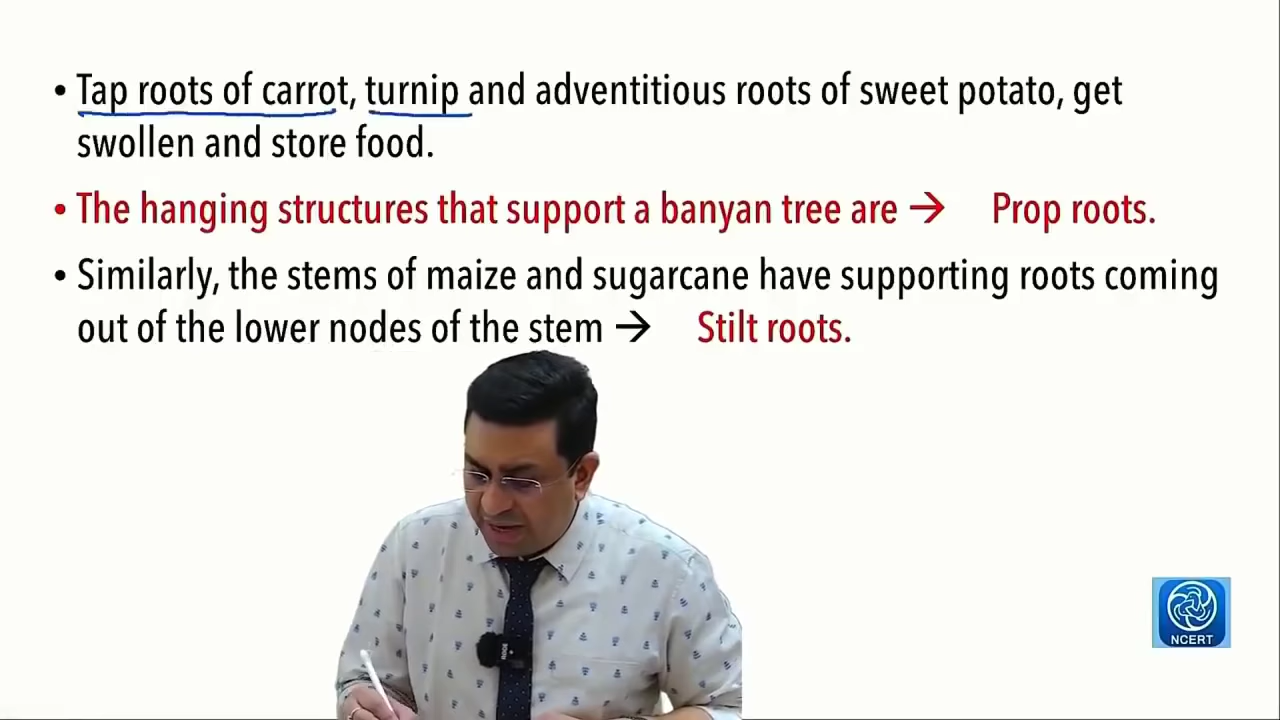 • Tap roots of carrot, turnip and adventitious roots of sweet potato, get
swollen and store food.
• The hanging structures that support a banyan tree are → Prop roots.
• Similarly, the stems of maize and sugarcane have supporting roots coming
out of the lower nodes of the stem → Stilt roots.
NCERT